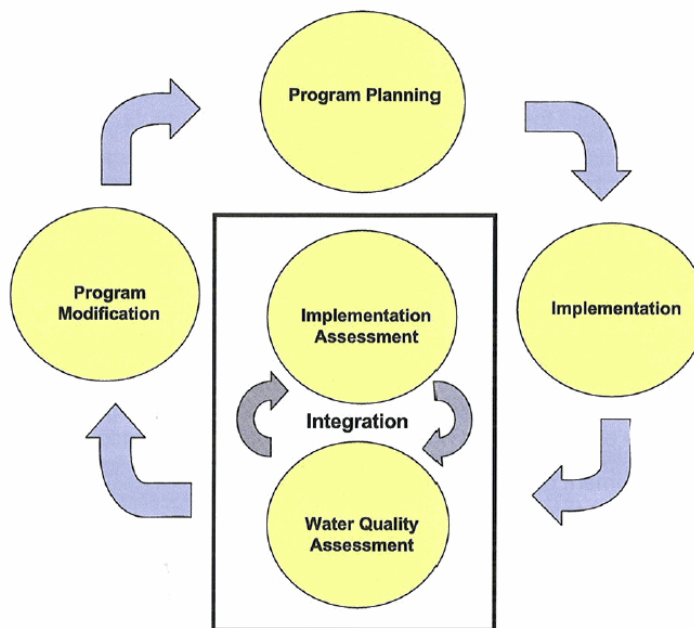 Program Planning
Program
Modification
Implementation
Assessment
Implementation
Integration
Water Quality
Assessment